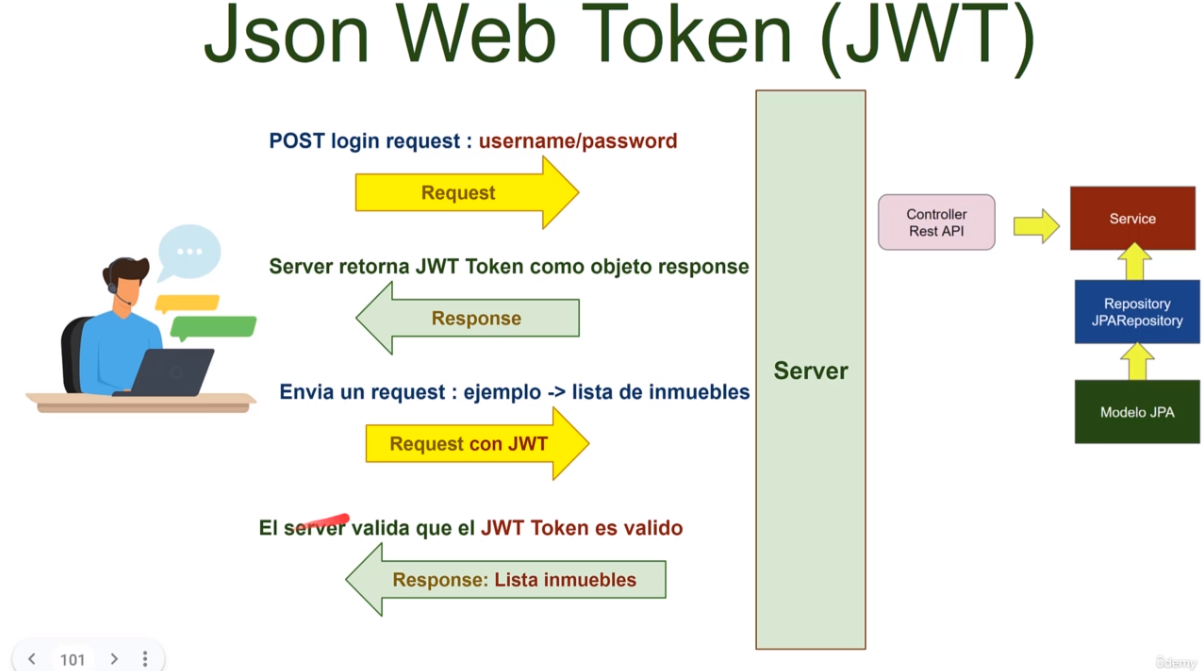 Json Web Token (JWT)
POST login request : username/password
Request
Server retorna JWT Token como objeto response
Response
Envia un request : ejemplo -> lista de inmuebles
Request con JWT
El server valida que el JWT Token es valido
Response: Lista inmuebles
Server
Controller
Rest API
Service
Repository
JPARepository
Modelo JPA
101
ûdemy